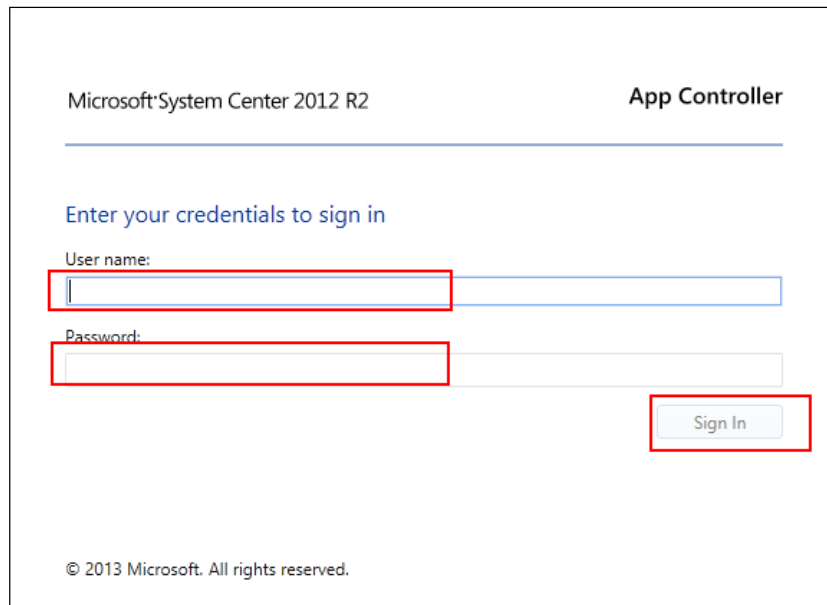 Microsoft System Center 2012 R2
App Controller
Enter your credentials to sign in
User name:
Password:
Sign In
© 2013 Microsoft. All rights reserved.